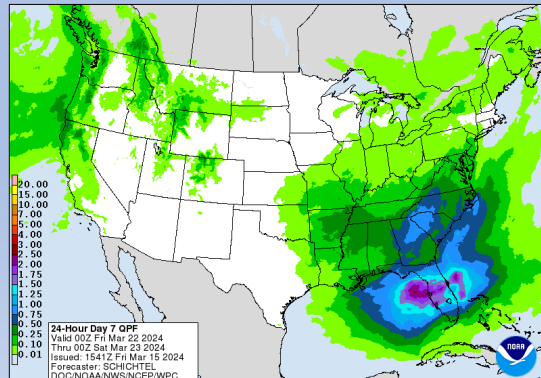 20.00
15.00
10.00
7.00
5.00
4.00
3.00
2.50
2.00
1.75
1.50
1.25
1.00
0.75
0.50
0.25
0.10
0.01
24-Hour Day 7 QPF
Valid 00Z Fri Mar 22 2024
Thru 00Z Sat Mar 23 2024
Issued: 1541Z Fri Mar 15 2024
Forecaster: SCHICHTEL
DOC/NOAA/NWS/NCEP/WPC
NOAA